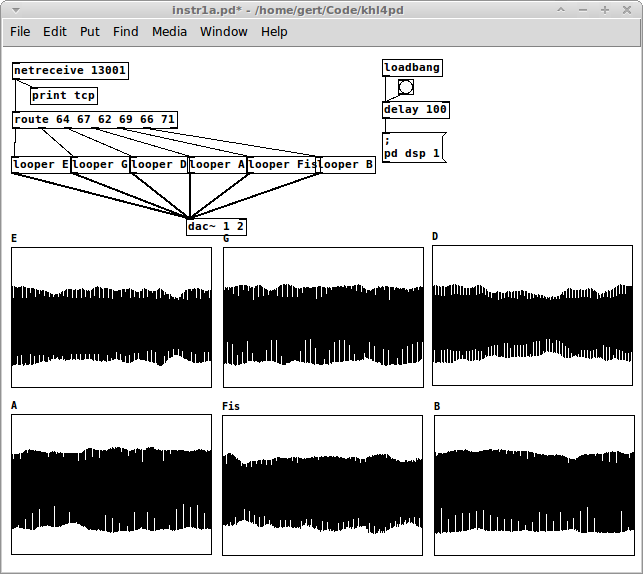 instr1a.pd* - /home/gert/Code/khl4pd
File Edit Put Find Media Window Help
netreceive 13001
loadbang
print tcp
delay 100
route 64 67 62 69 66 71
;
pd dsp 1
looper E looper G looper D looper A looper Fis looper B
dac~ 1 2
E G D
A Fis B